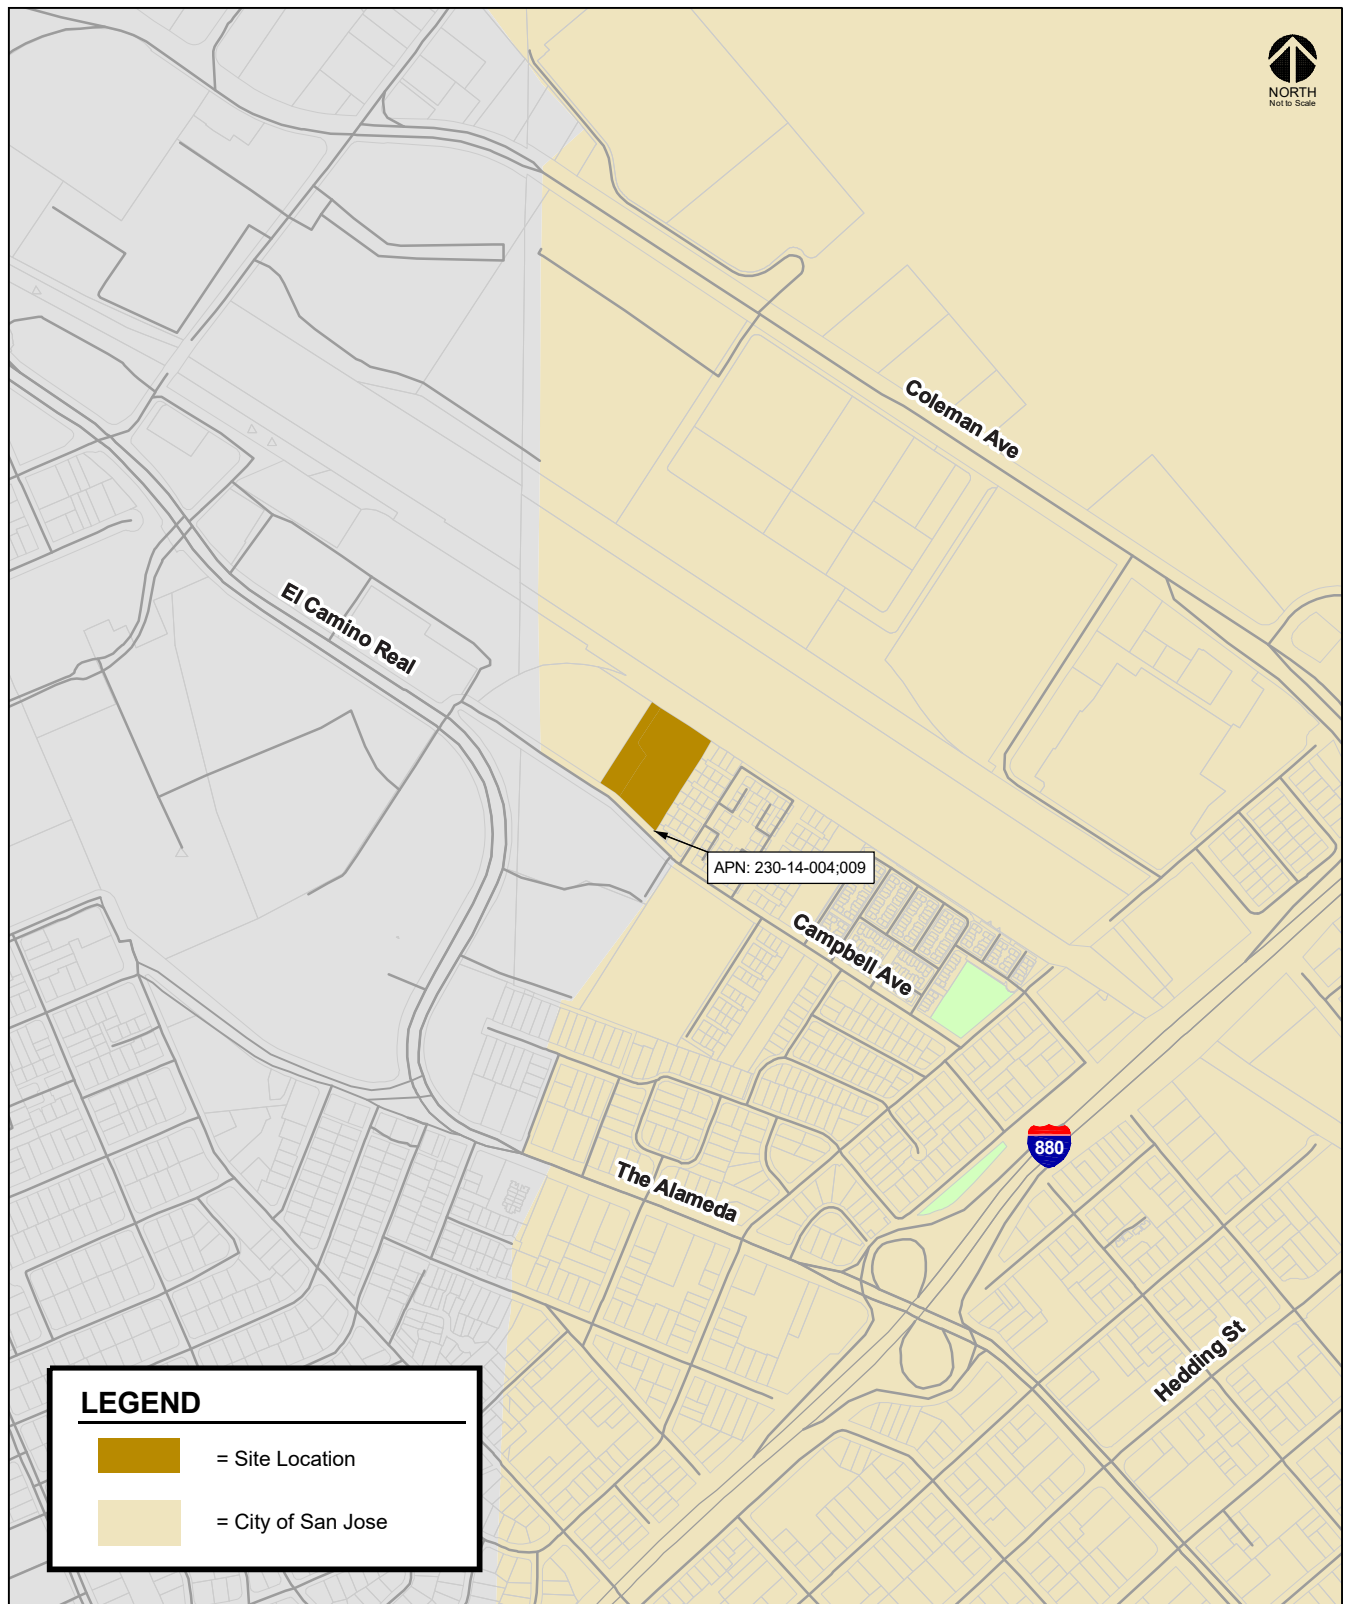 NORTH
Not to Scale
Coleman Ave
El Camino Real
APN: 230-14-004;009
Campbell Ave
880
The Alameda
Hedding St
LEGEND
= Site Location
= City of San Jose